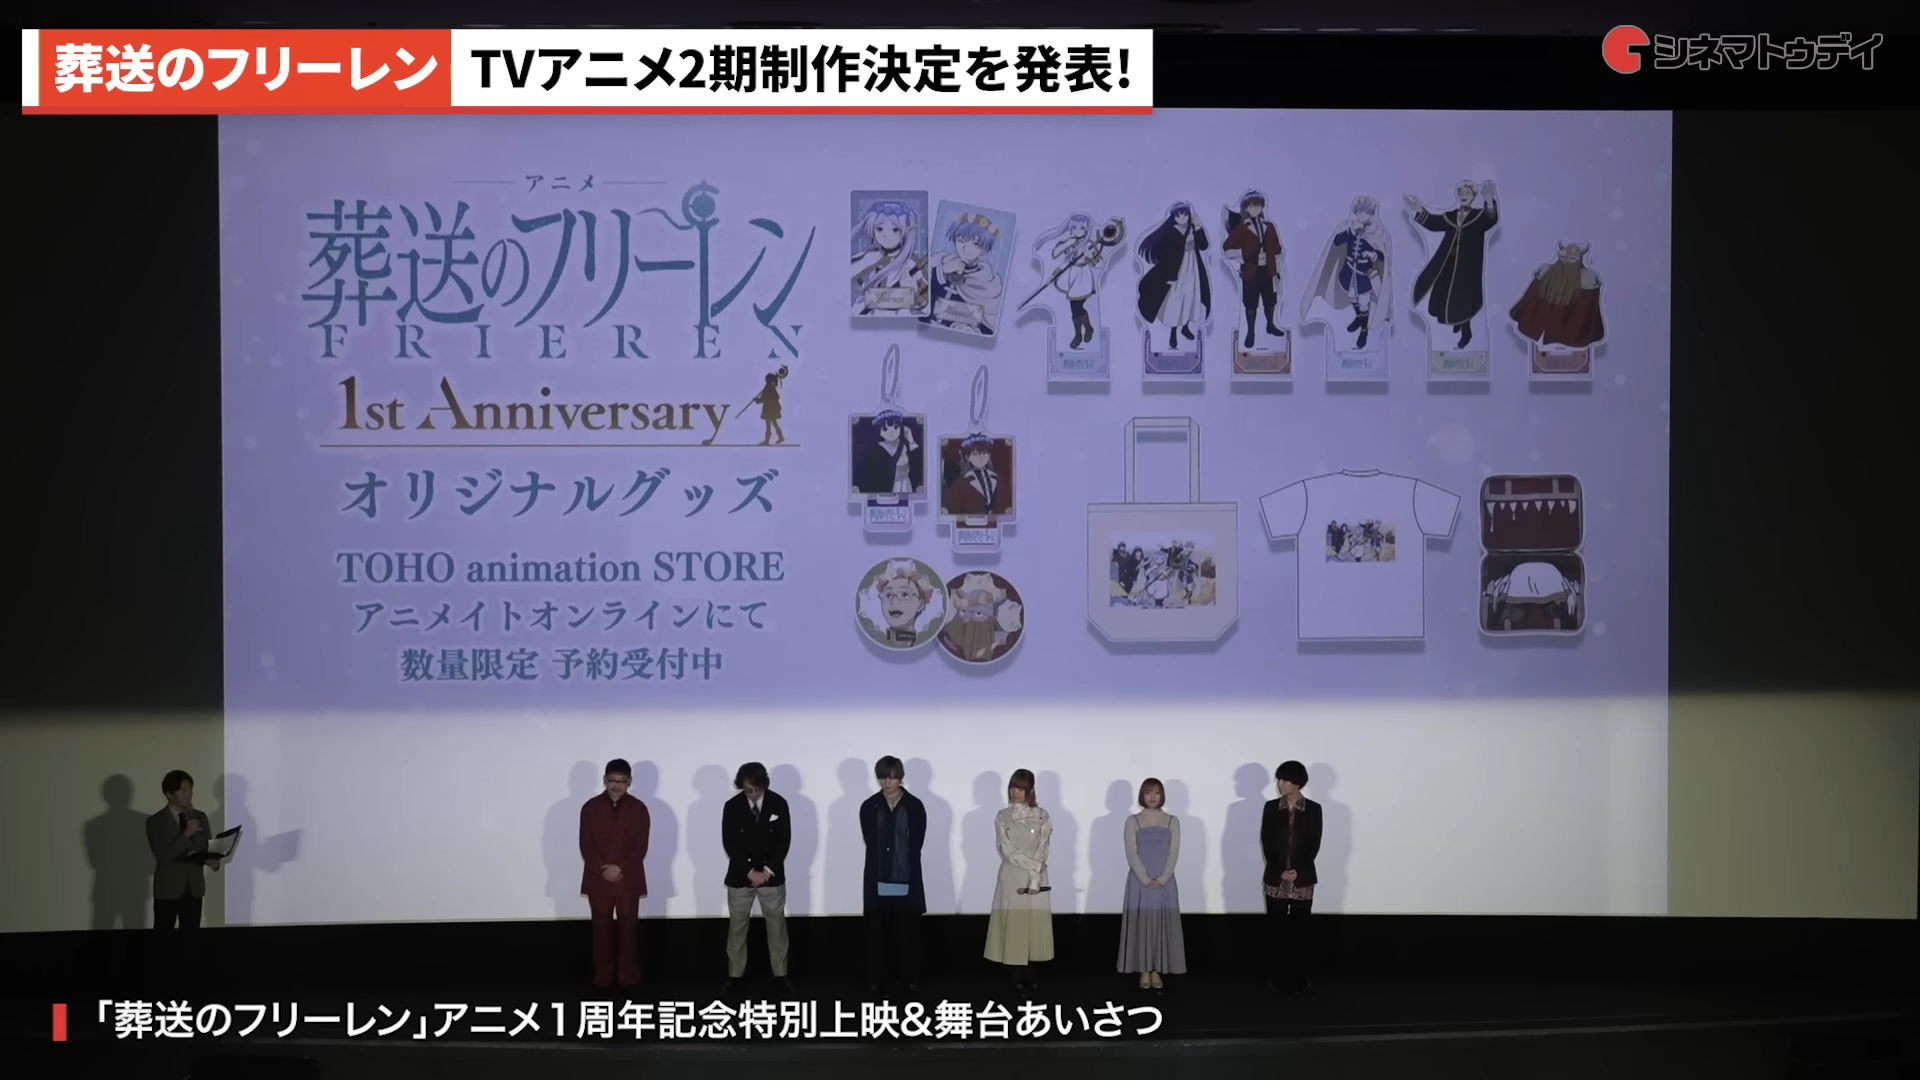 葬送のフリーレン TVアニメ2期制作決定を発表!
シネマトゥデイ
アニメ
葬送のフリーレン
FRIEREN
1st Anniversary
オリジナルグッズ
TOHO animation STORE
アニメイトオンラインにて
数量限定 予約受付中
「葬送のフリーレン」アニメ1周年記念特別上映&舞台あいさつ